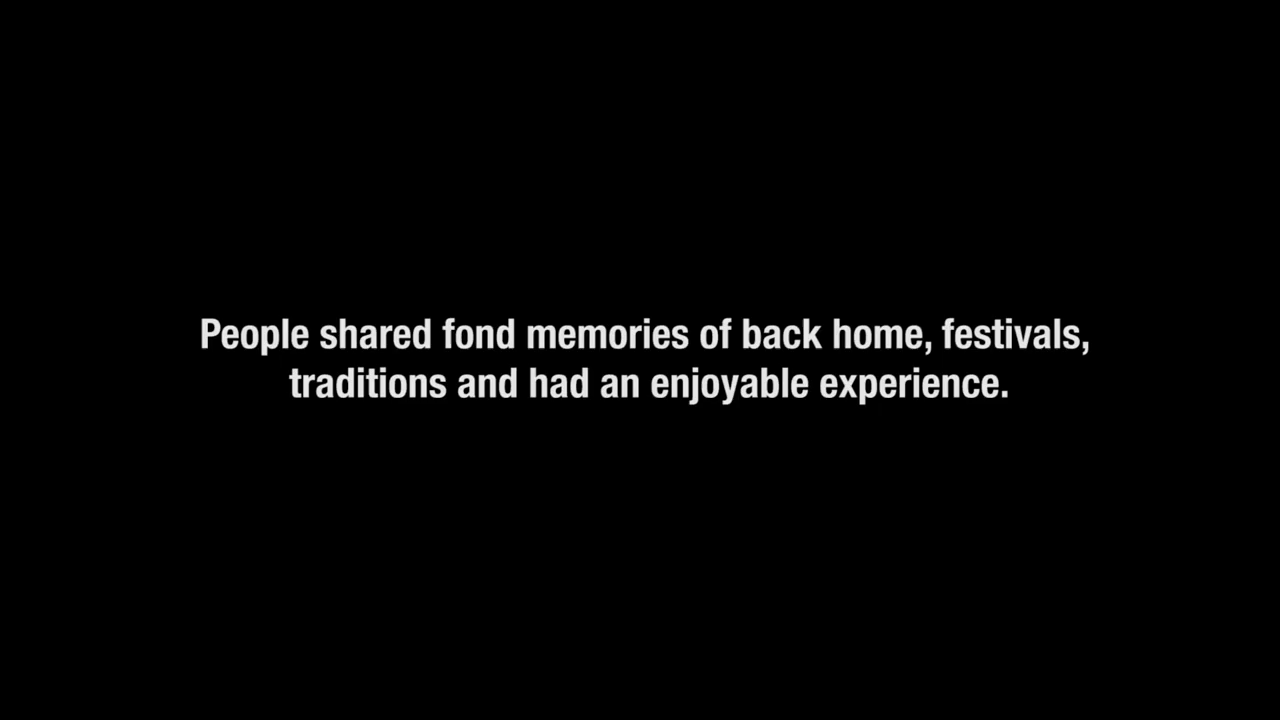 People shared fond memories of back home, festivals,
traditions and had an enjoyable experience.